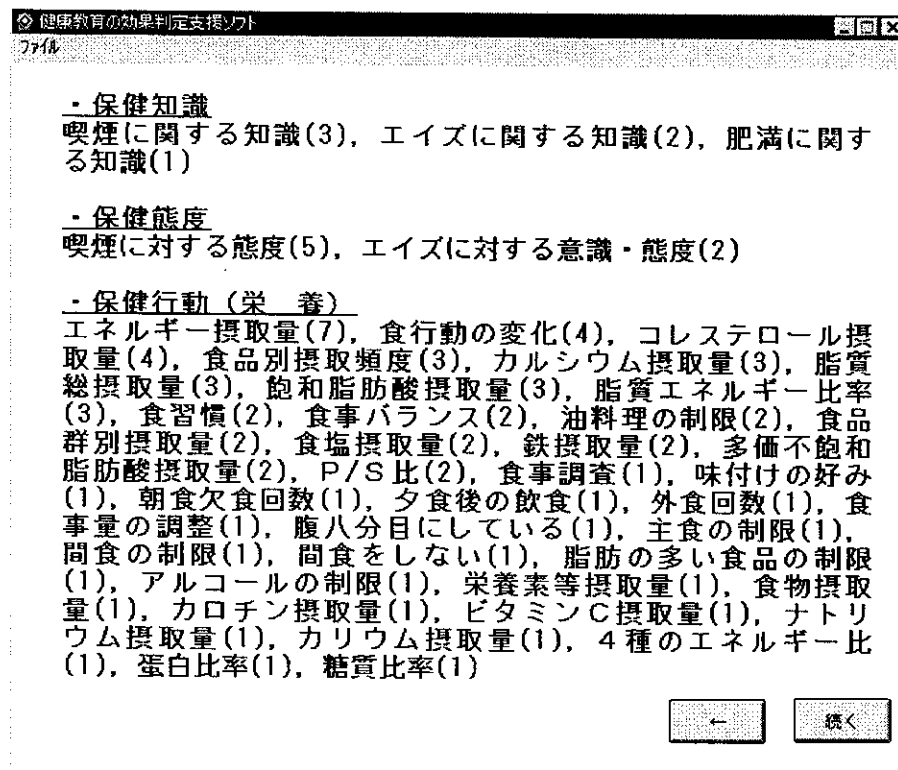 健康教育の効果判定支援ソフト
ファイル
・保健知識
喫煙に関する知識(3), エイズに関する知識(2), 肥満に関す
る知識(1)
・保健態度
喫煙に対する態度(5), エイズに対する意識・態度(2)
・保健行動（栄　養）
エネルギー摂取量(7), 食行動の変化(4), コレステロール摂
取量(4), 食品別摂取頻度(3), カルシウム摂取量(3), 脂質
総摂取量(3), 飽和脂肪酸摂取量(3), 脂質エネルギー比率
(3), 食習慣(2), 食事バランス(2), 油料理の制限(2), 食品
群別摂取量(2), 食塩摂取量(2), 鉄摂取量(2), 多価不飽和
脂肪酸摂取量(2), P/S比(2), 食事調査(1), 味付けの好み
(1), 朝食欠食回数(1), 夕食後の飲食(1), 外食回数(1), 食
事量の調整(1), 腹八分目にしている(1), 主食の制限(1),
間食の制限(1), 間食をしない(1), 脂肪の多い食品の制限
(1), アルコールの制限(1), 栄養素等摂取量(1), 食物摂取
量(1), カロチン摂取量(1), ビタミンC摂取量(1), ナトリ
ウム摂取量(1), カリウム摂取量(1), 4種のエネルギー比
(1), 蛋白比率(1), 糖質比率(1)
← 続く